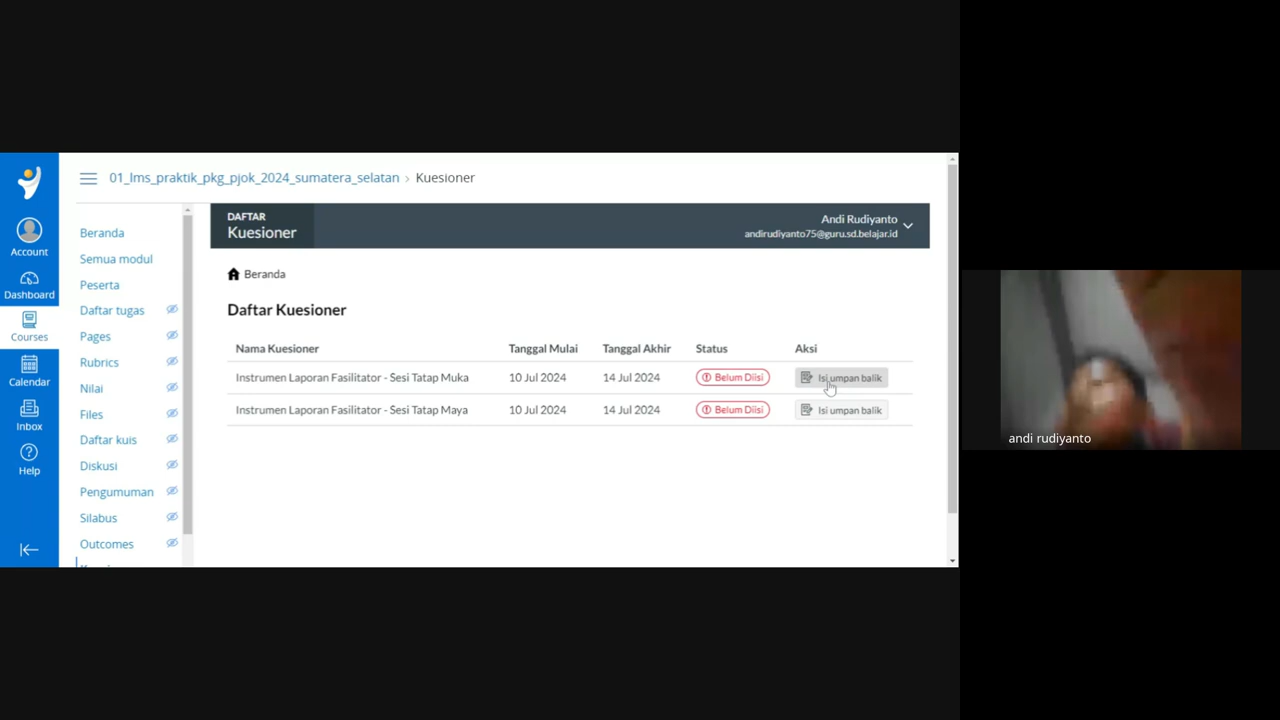 01_lms_praktik_pkg_pjok_2024_sumatera_selatan › Kuesioner
Account
Dashboard
Courses
Calendar
Inbox
Help
Beranda
Semua modul
Peserta
Daftar tugas
Pages
Rubrics
Nilai
Files
Daftar kuis
Diskusi
Pengumuman
Silabus
Outcomes
DAFTAR
Kuesioner
Andi Rudiyanto
andirudiyanto75@guru.sd.belajar.id
Beranda
Daftar Kuesioner
Nama Kuesioner Tanggal Mulai Tanggal Akhir Status Aksi
Instrumen Laporan Fasilitator - Sesi Tatap Muka 10 Jul 2024 14 Jul 2024 Belum Diisi Isi umpan balik
Instrumen Laporan Fasilitator - Sesi Tatap Maya 10 Jul 2024 14 Jul 2024 Belum Diisi Isi umpan balik
andi rudiyanto